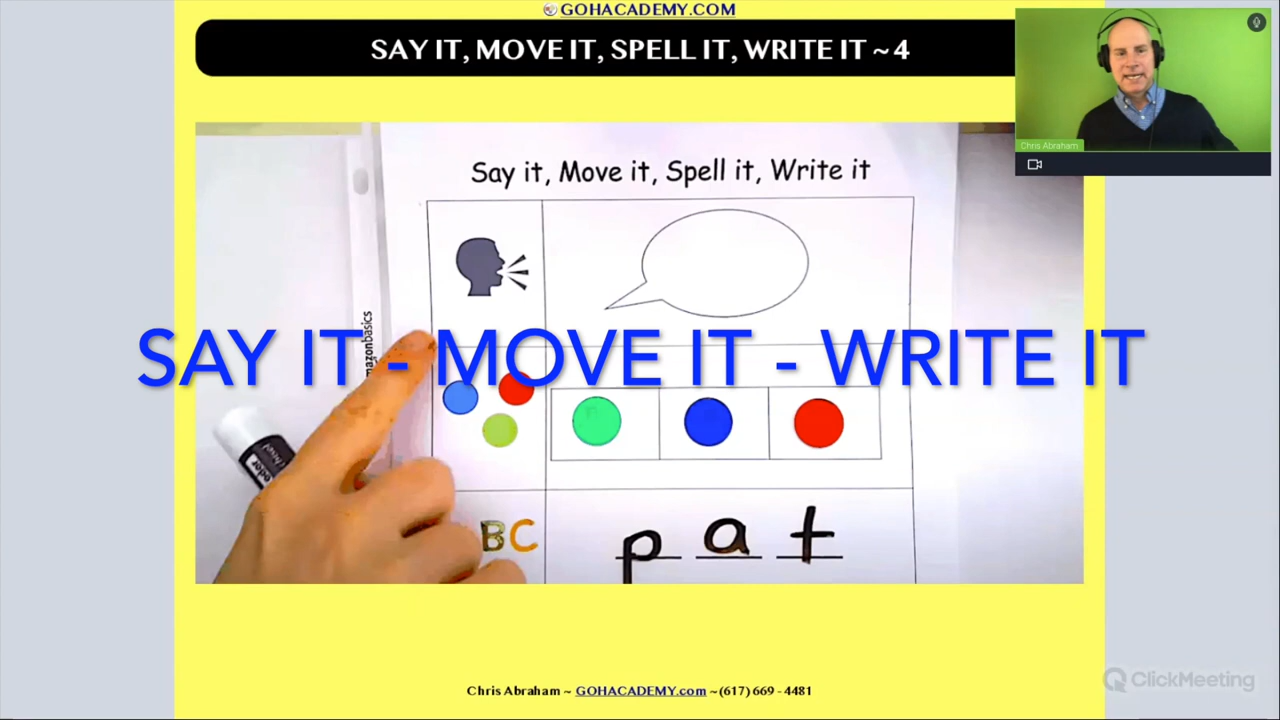 GOHACADEMY.COM
SAY IT, MOVE IT, SPELL IT, WRITE IT ~ 4
Chris Abraham
Say it, Move it, Spell it, Write it
SAY IT - MOVE IT - WRITE IT
BC
p a t
Chris Abraham ~ GOHACADEMY.com ~(617) 669 - 4481
ClickMeeting